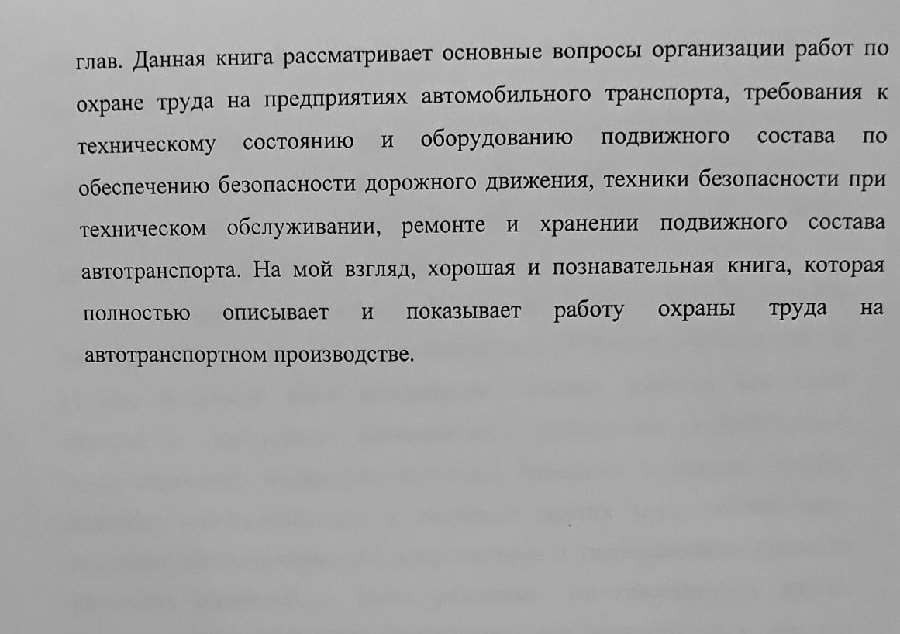 глав. Данная книга рассматривает основные вопросы организации работ по
охране труда на предприятиях автомобильного транспорта, требования к
техническому состоянию и оборудованию подвижного состава по
обеспечению безопасности дорожного движения, техники безопасности при
техническом обслуживании, ремонте и хранении подвижного состава
автотранспорта. На мой взгляд, хорошая и познавательная книга, которая
полностью описывает и показывает работу охраны труда на
автотранспортном производстве.